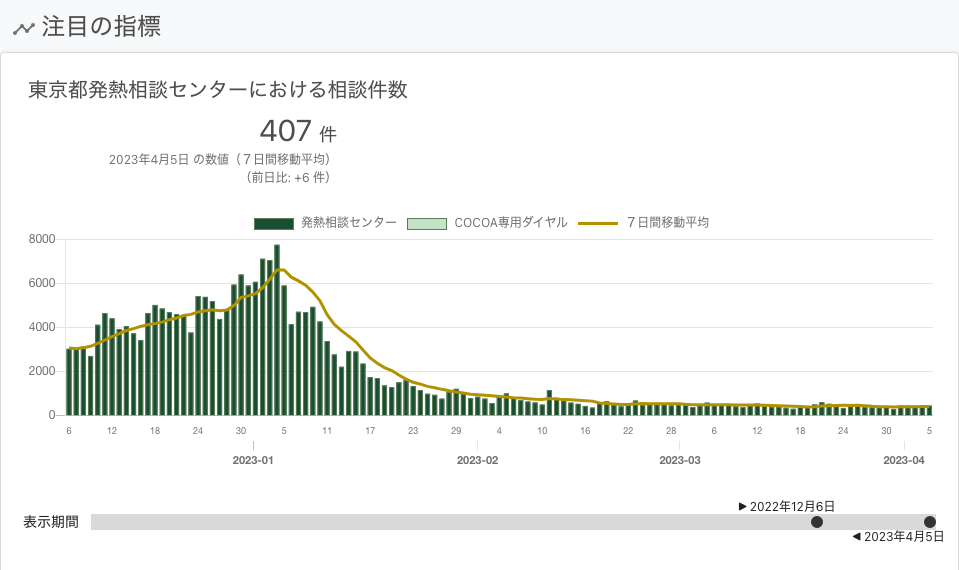 注目の指標
東京都発熱相談センターにおける相談件数
407 件
2023年4月5日 の数値（７日間移動平均）
（前日比: +6 件）
発熱相談センター COCOA専用ダイヤル ７日間移動平均
8000
6000
4000
2000
0
6 12 18 24 30 5 11 17 23 29 4 10 16 22 28 6 12 18 24 30 5
2023-01 2023-02 2023-03 2023-04
▶ 2022年12月6日
表示期間
◀ 2023年4月5日